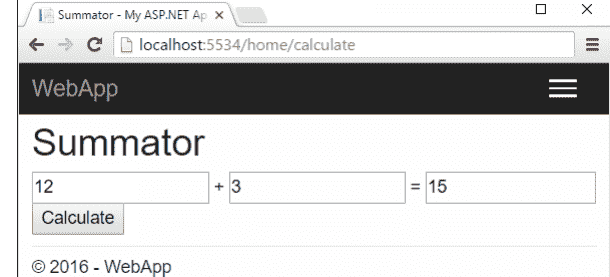 Summator - My ASP.NET Ap
localhost:5534/home/calculate
WebApp
Summator
12 + 3 = 15
Calculate
© 2016 - WebApp